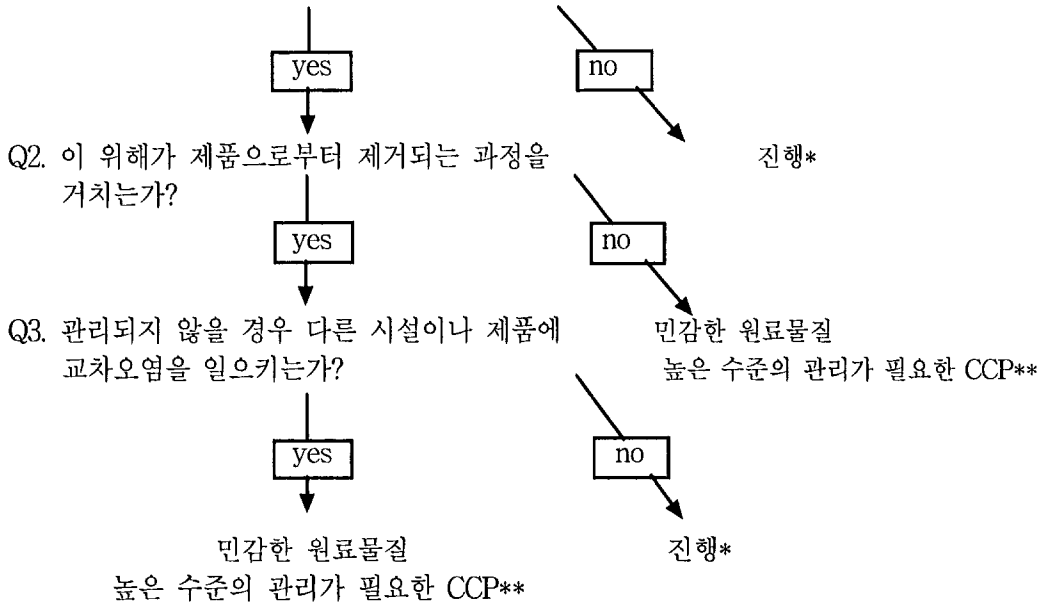 yes
no
Q2. 이 위해가 제품으로부터 제거되는 과정을
거치는가?
진행*
yes
no
Q3. 관리되지 않을 경우 다른 시설이나 제품에
교차오염을 일으키는가?
민감한 원료물질
높은 수준의 관리가 필요한 CCP**
yes
no
민감한 원료물질
높은 수준의 관리가 필요한 CCP**
진행*